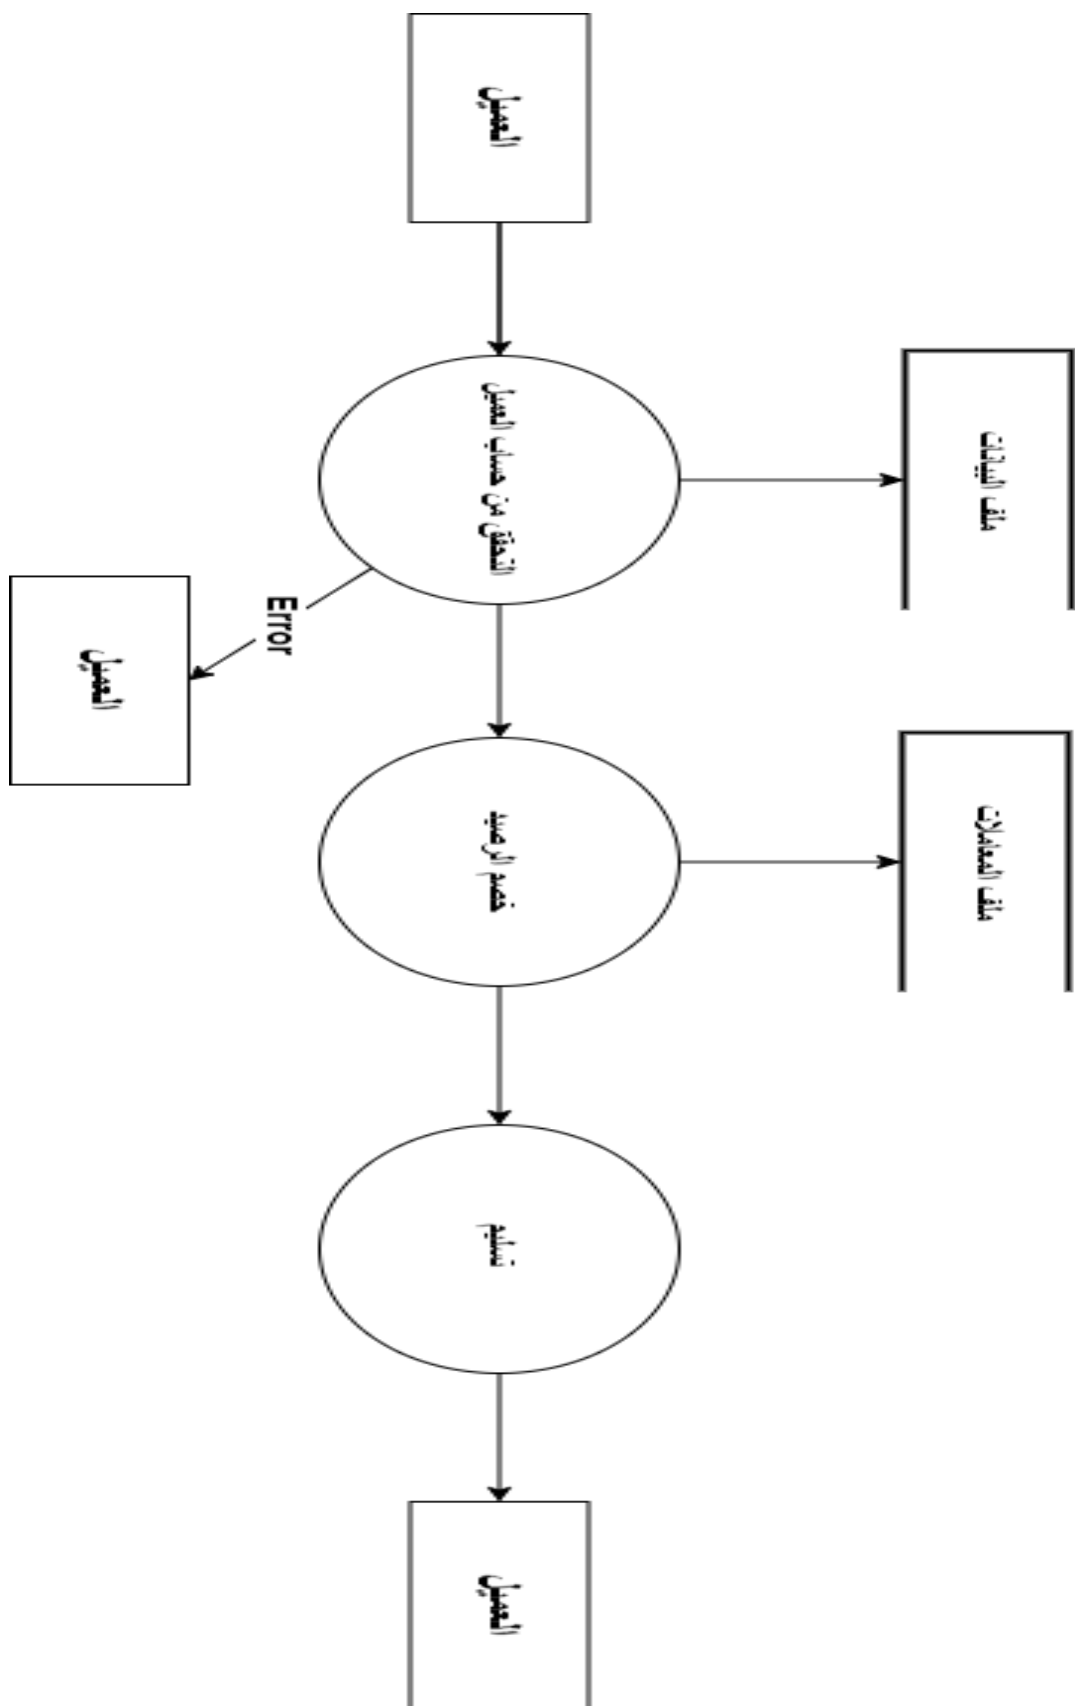 العميل
التحقق من حساب العميل
ملف البيانات
Error
العميل
خصم الرصيد
ملف المعاملات
تسليم
العميل